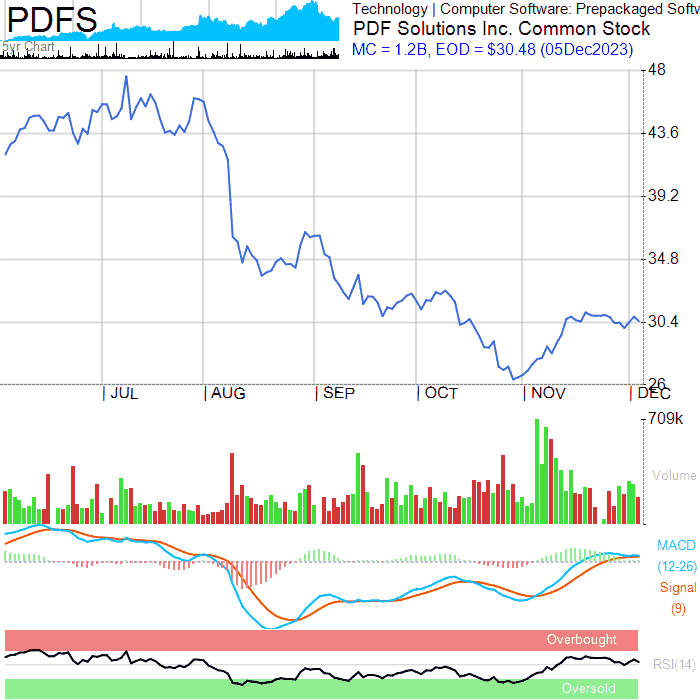 PDFS
5yr Chart
Technology | Computer Software: Prepackaged Softw
PDF Solutions Inc. Common Stock
MC = 1.2B, EOD = $30.48 (05Dec2023)
48
43.6
39.2
34.8
30.4
26
JUL AUG SEP OCT NOV DEC
709k
Volume
MACD
(12-26)
Signal
(9)
Overbought
RSI(14)
Oversold